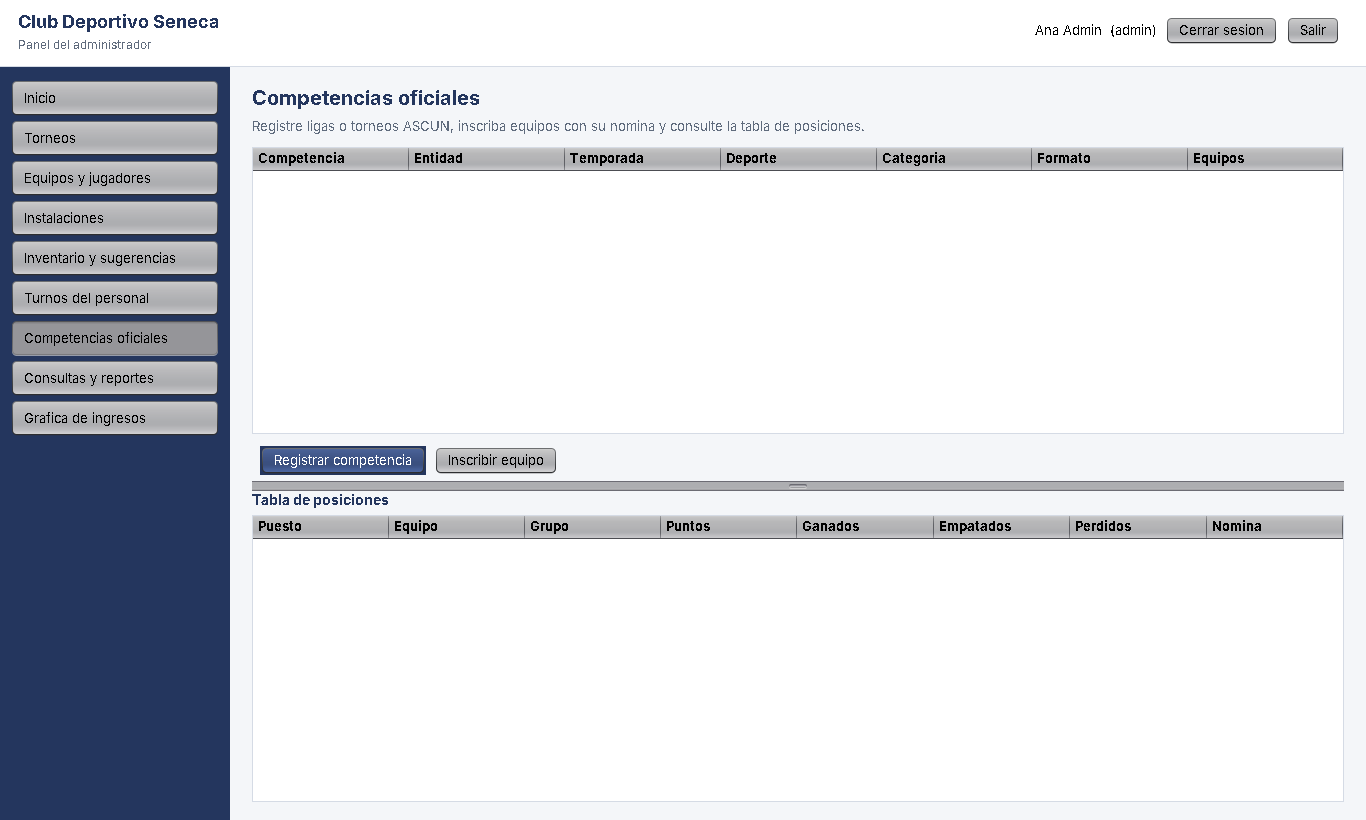 Club Deportivo Seneca
Panel del administrador
Ana Admin (admin)
Cerrar sesion
Salir
Inicio
Torneos
Equipos y jugadores
Instalaciones
Inventario y sugerencias
Turnos del personal
Competencias oficiales
Consultas y reportes
Grafica de ingresos
Competencias oficiales
Registre ligas o torneos ASCUN, inscriba equipos con su nomina y consulte la tabla de posiciones.
Competencia Entidad Temporada Deporte Categoria Formato Equipos
Registrar competencia Inscribir equipo
Tabla de posiciones
Puesto Equipo Grupo Puntos Ganados Empatados Perdidos Nomina